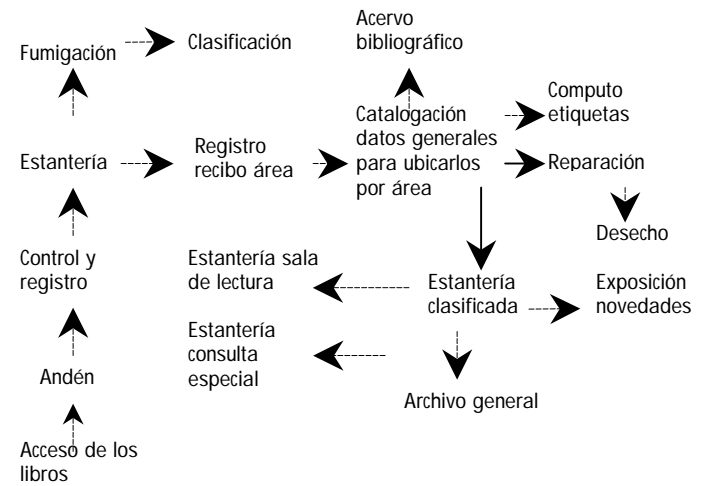 Acervo
bibliográfico
Fumigación
Clasificación
Computo
etiquetas
Catalogación
datos generales
para ubicarlos
por área
Registro
recibo área
Estantería
Reparación
Desecho
Control y
registro
Estantería sala
de lectura
Estantería
clasificada
Exposición
novedades
Estantería
consulta
especial
Andén
Archivo general
Acceso de los
libros